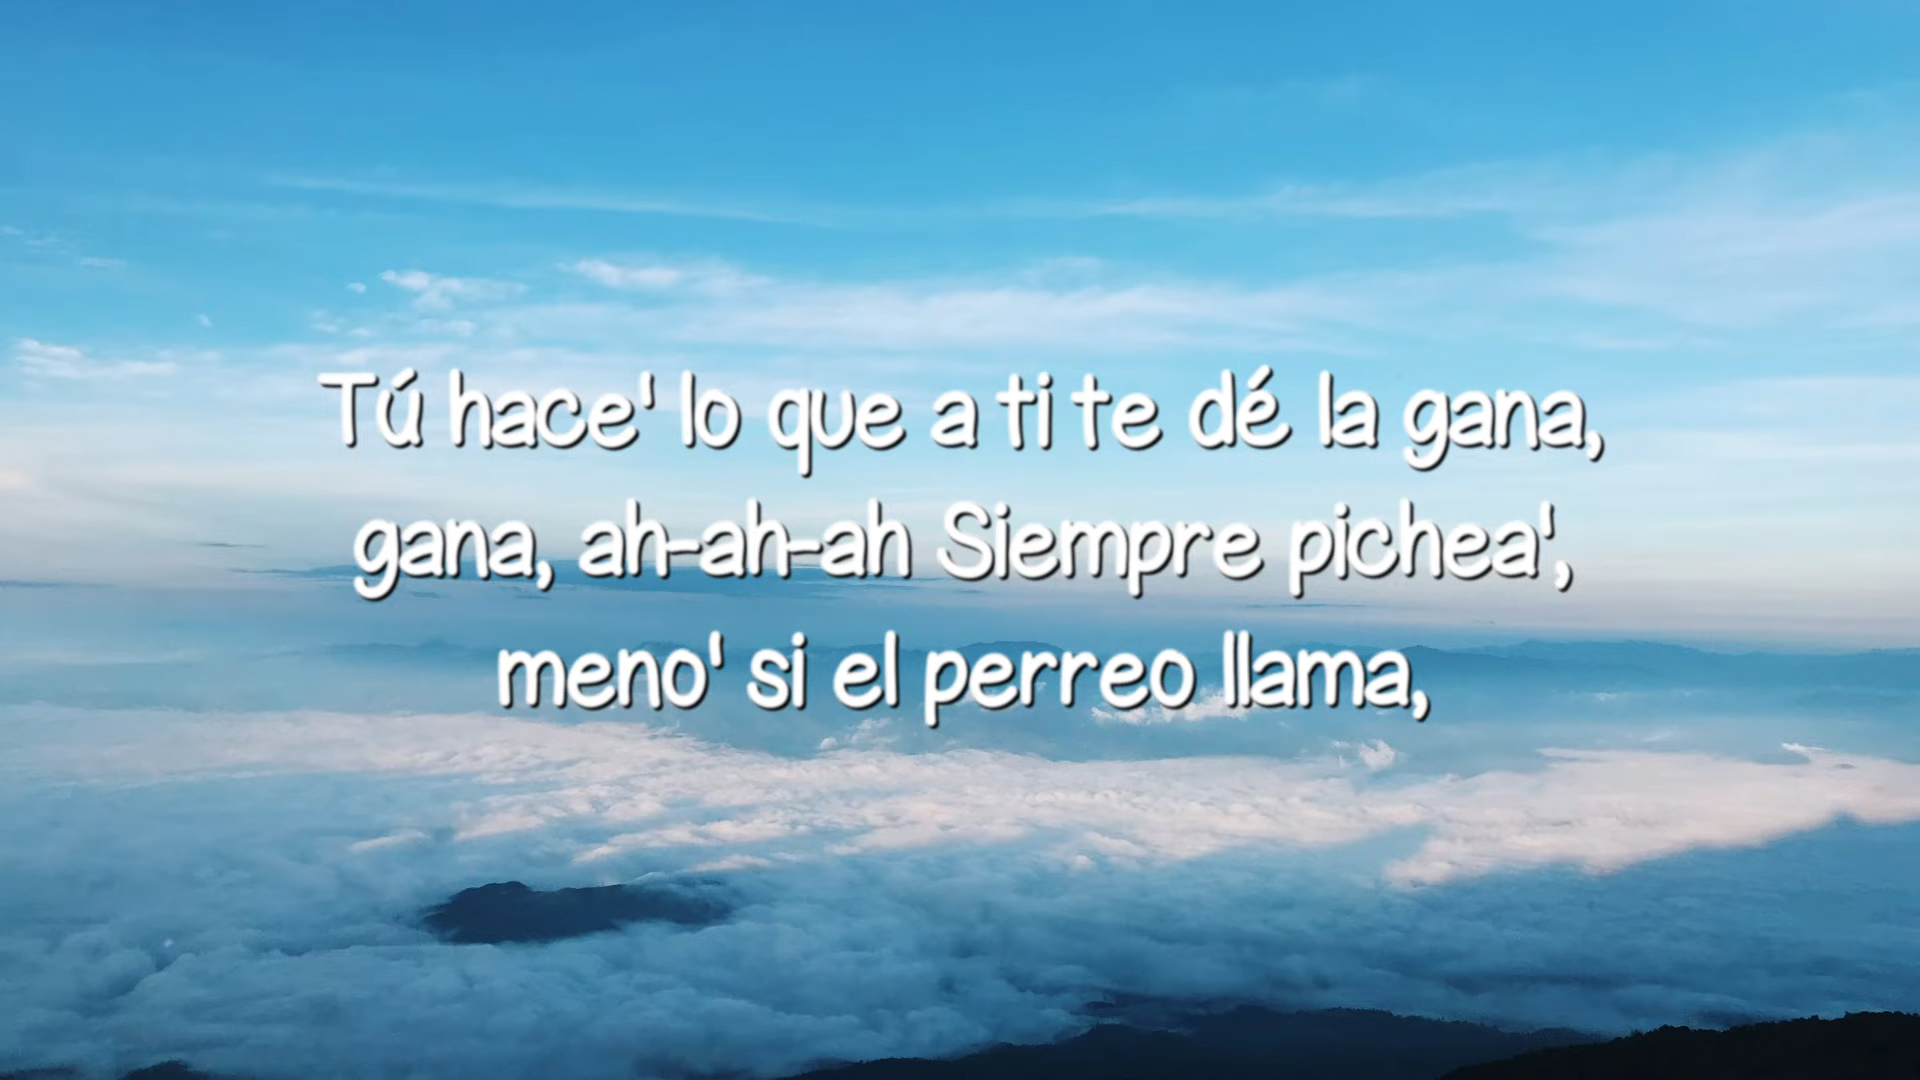 Tú hace' lo que a ti te dé la gana,
gana, ah-ah-ah Siempre pichea',
meno' si el perreo llama,